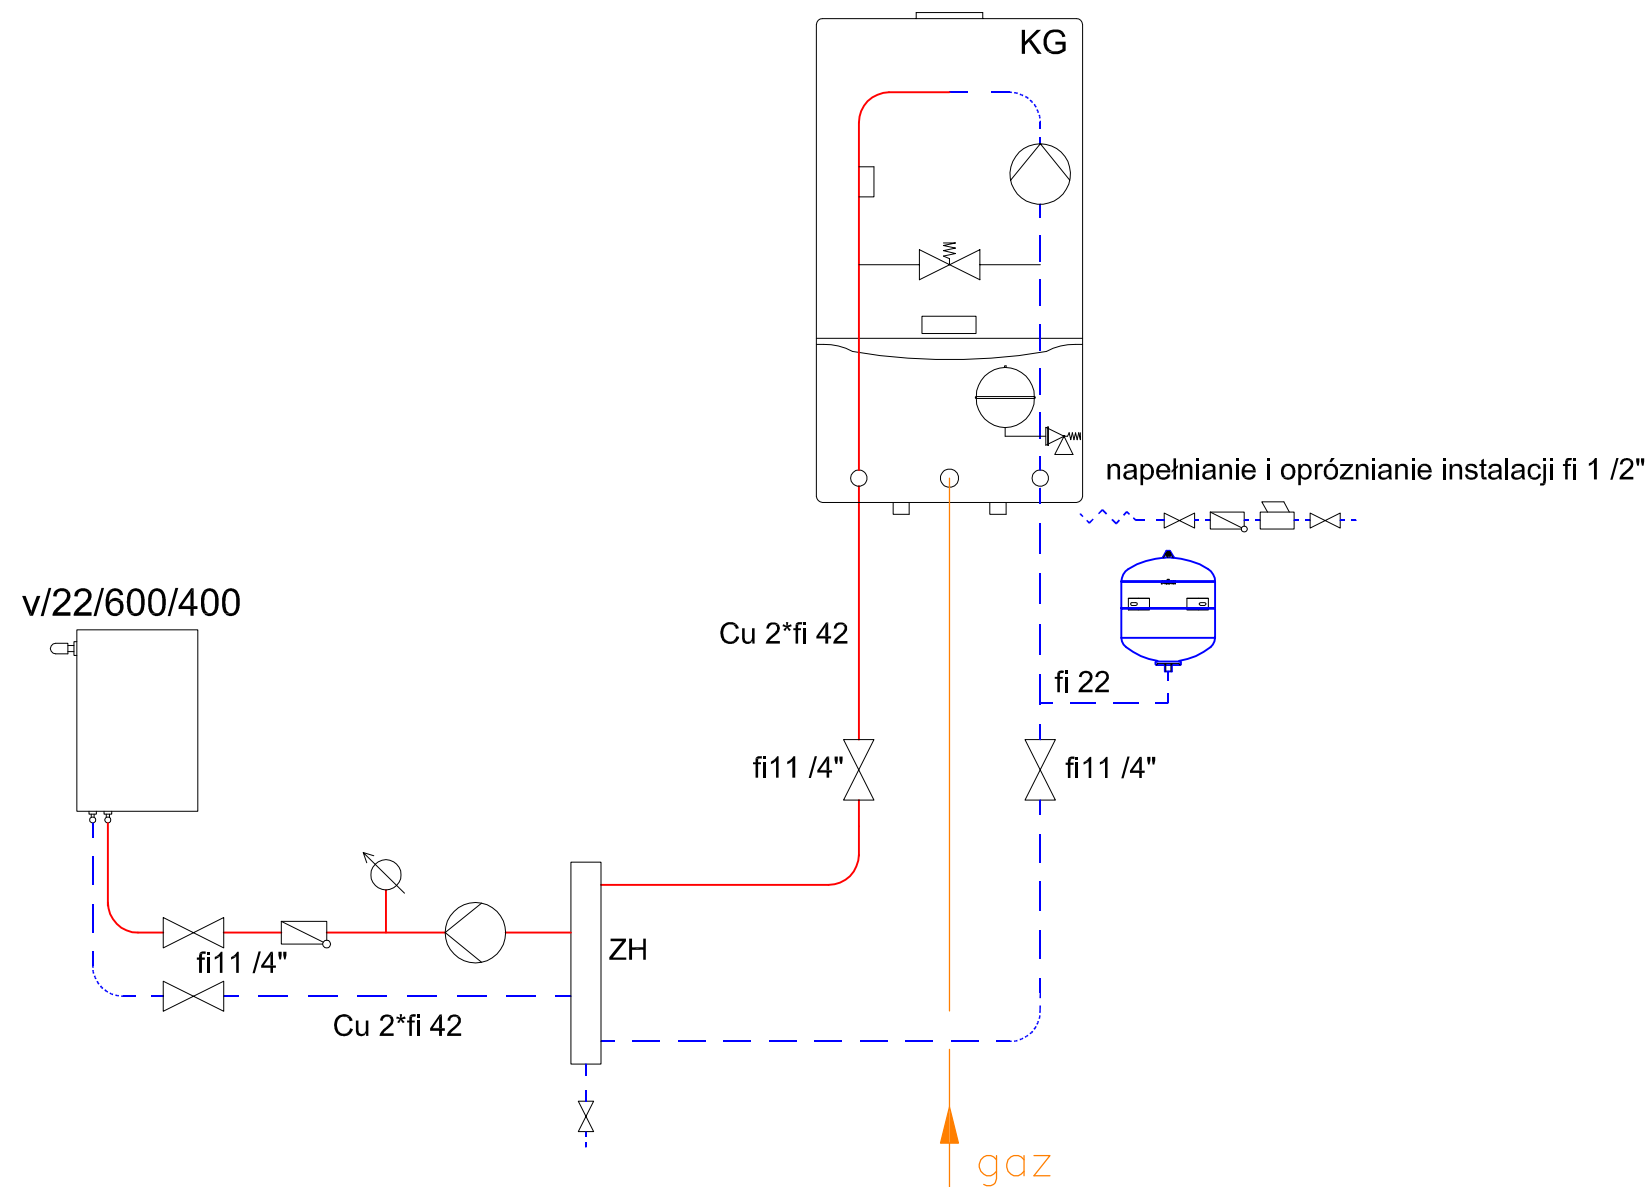 KG
napełnianie i opróznianie instalacji fi 1 /2"
v/22/600/400
Cu 2*fi 42
fi 22
fi11 /4"
fi11 /4"
ZH
fi11 /4"
Cu 2*fi 42
gaz